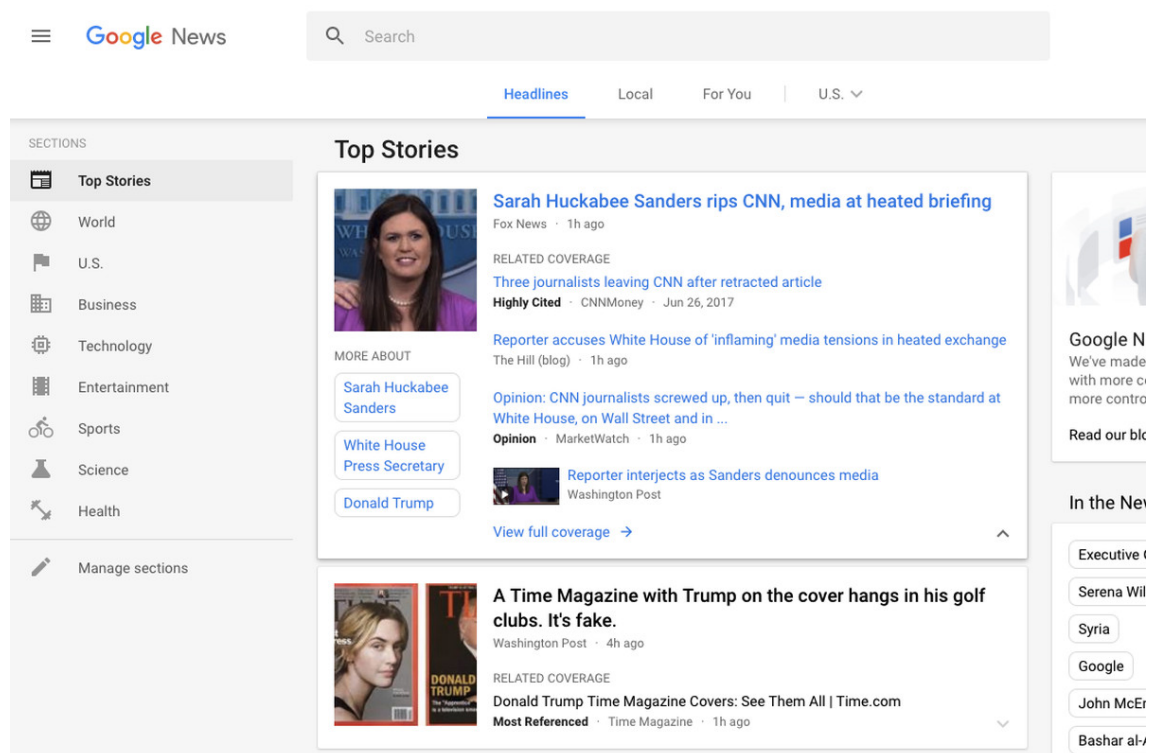 Google News
Search
Headlines
Local
For You
U.S.
SECTIONS
Top Stories
World
U.S.
Business
Technology
Entertainment
Sports
Science
Health
Manage sections
Top Stories
Sarah Huckabee Sanders rips CNN, media at heated briefing
Fox News · 1h ago
RELATED COVERAGE
Three journalists leaving CNN after retracted article
Highly Cited · CNNMoney · Jun 26, 2017
Reporter accuses White House of 'inflaming' media tensions in heated exchange
The Hill (blog) · 1h ago
Opinion: CNN journalists screwed up, then quit — should that be the standard at
White House, on Wall Street and in ...
Opinion · MarketWatch · 1h ago
Reporter interjects as Sanders denounces media
Washington Post
View full coverage →
MORE ABOUT
Sarah Huckabee
Sanders
White House
Press Secretary
Donald Trump
A Time Magazine with Trump on the cover hangs in his golf
clubs. It's fake.
Washington Post · 4h ago
RELATED COVERAGE
Donald Trump Time Magazine Covers: See Them All | Time.com
Most Referenced · Time Magazine · 1h ago
DONALD
TRUMP
Google N
We've made
with more c
more contro
Read our blo
In the Ne
Executive
Serena Wil
Syria
Google
John McEn
Bashar al-A